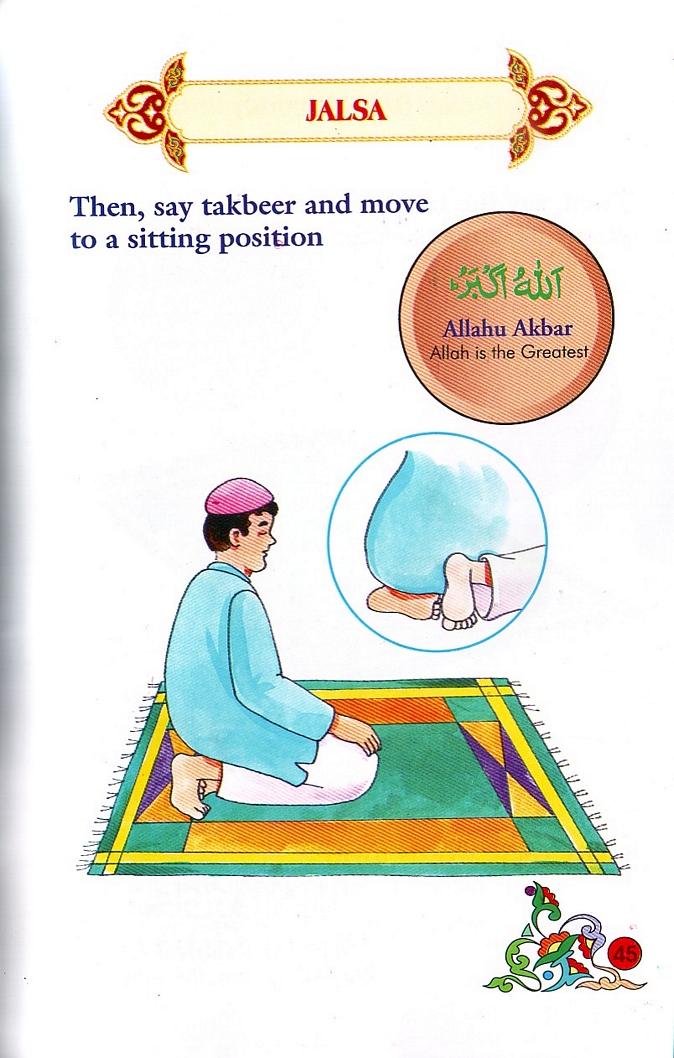 JALSA
Then, say takbeer and move
to a sitting position
اَللّٰهُ اَكْبَرُ ط
Allahu Akbar
Allah is the Greatest
45